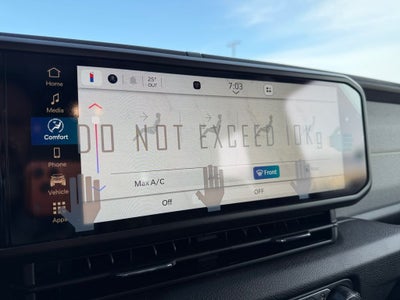 25°
OUT
7:03
Home
Media
Comfort
Phone
Vehicle
Apps
DO NOT EXCEED 10Kg
Max A/C
Front
Off
OFF